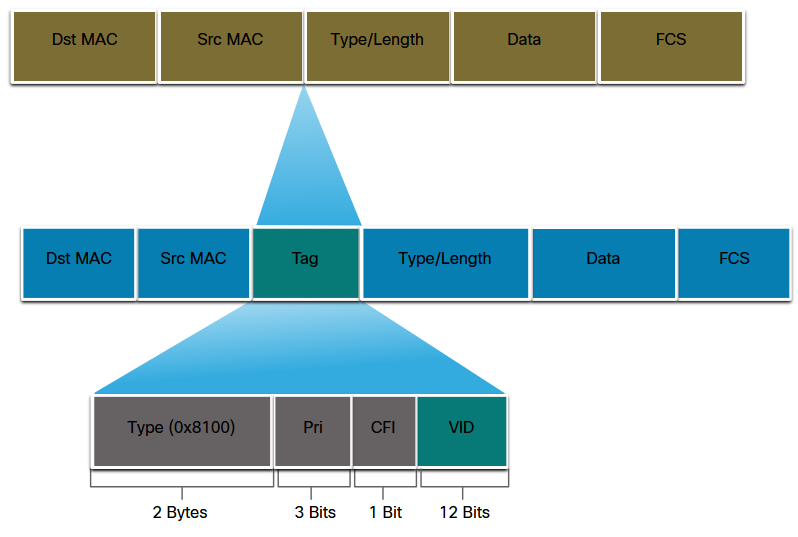 Dst MAC
Src MAC
Type/Length
Data
FCS
Dst MAC
Src MAC
Tag
Type/Length
Data
FCS
Type (0x8100)
Pri
CFI
VID
2 Bytes
3 Bits
1 Bit
12 Bits